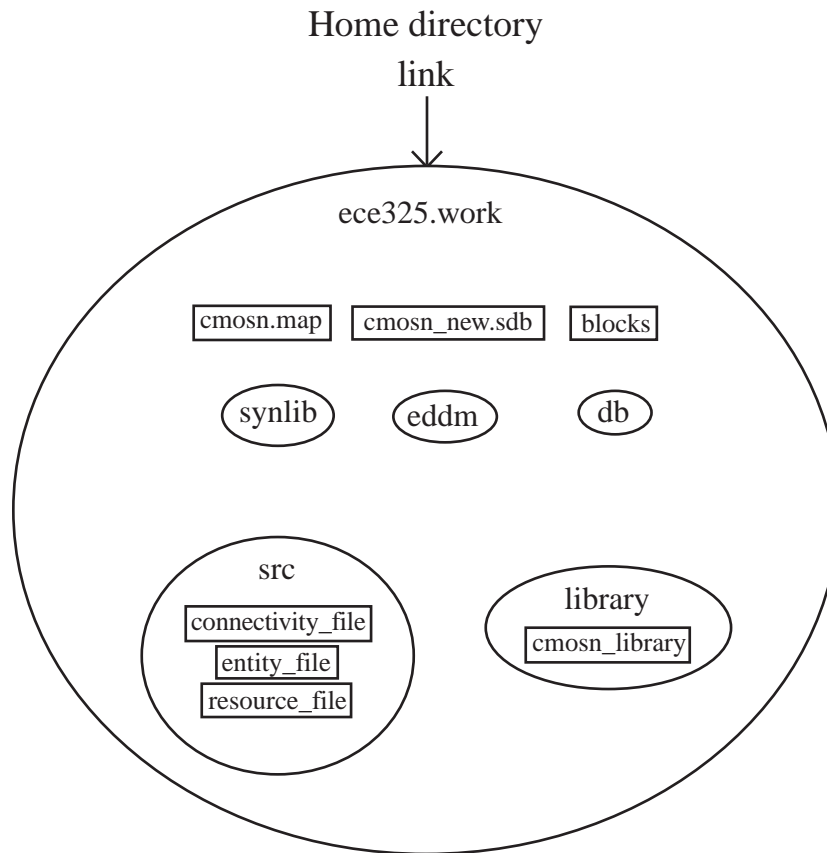 Home directory
link
ece325.work
cmosn.map
cmosn_new.sdb
blocks
synlib
eddm
db
src
connectivity_file
entity_file
resource_file
library
cmosn_library